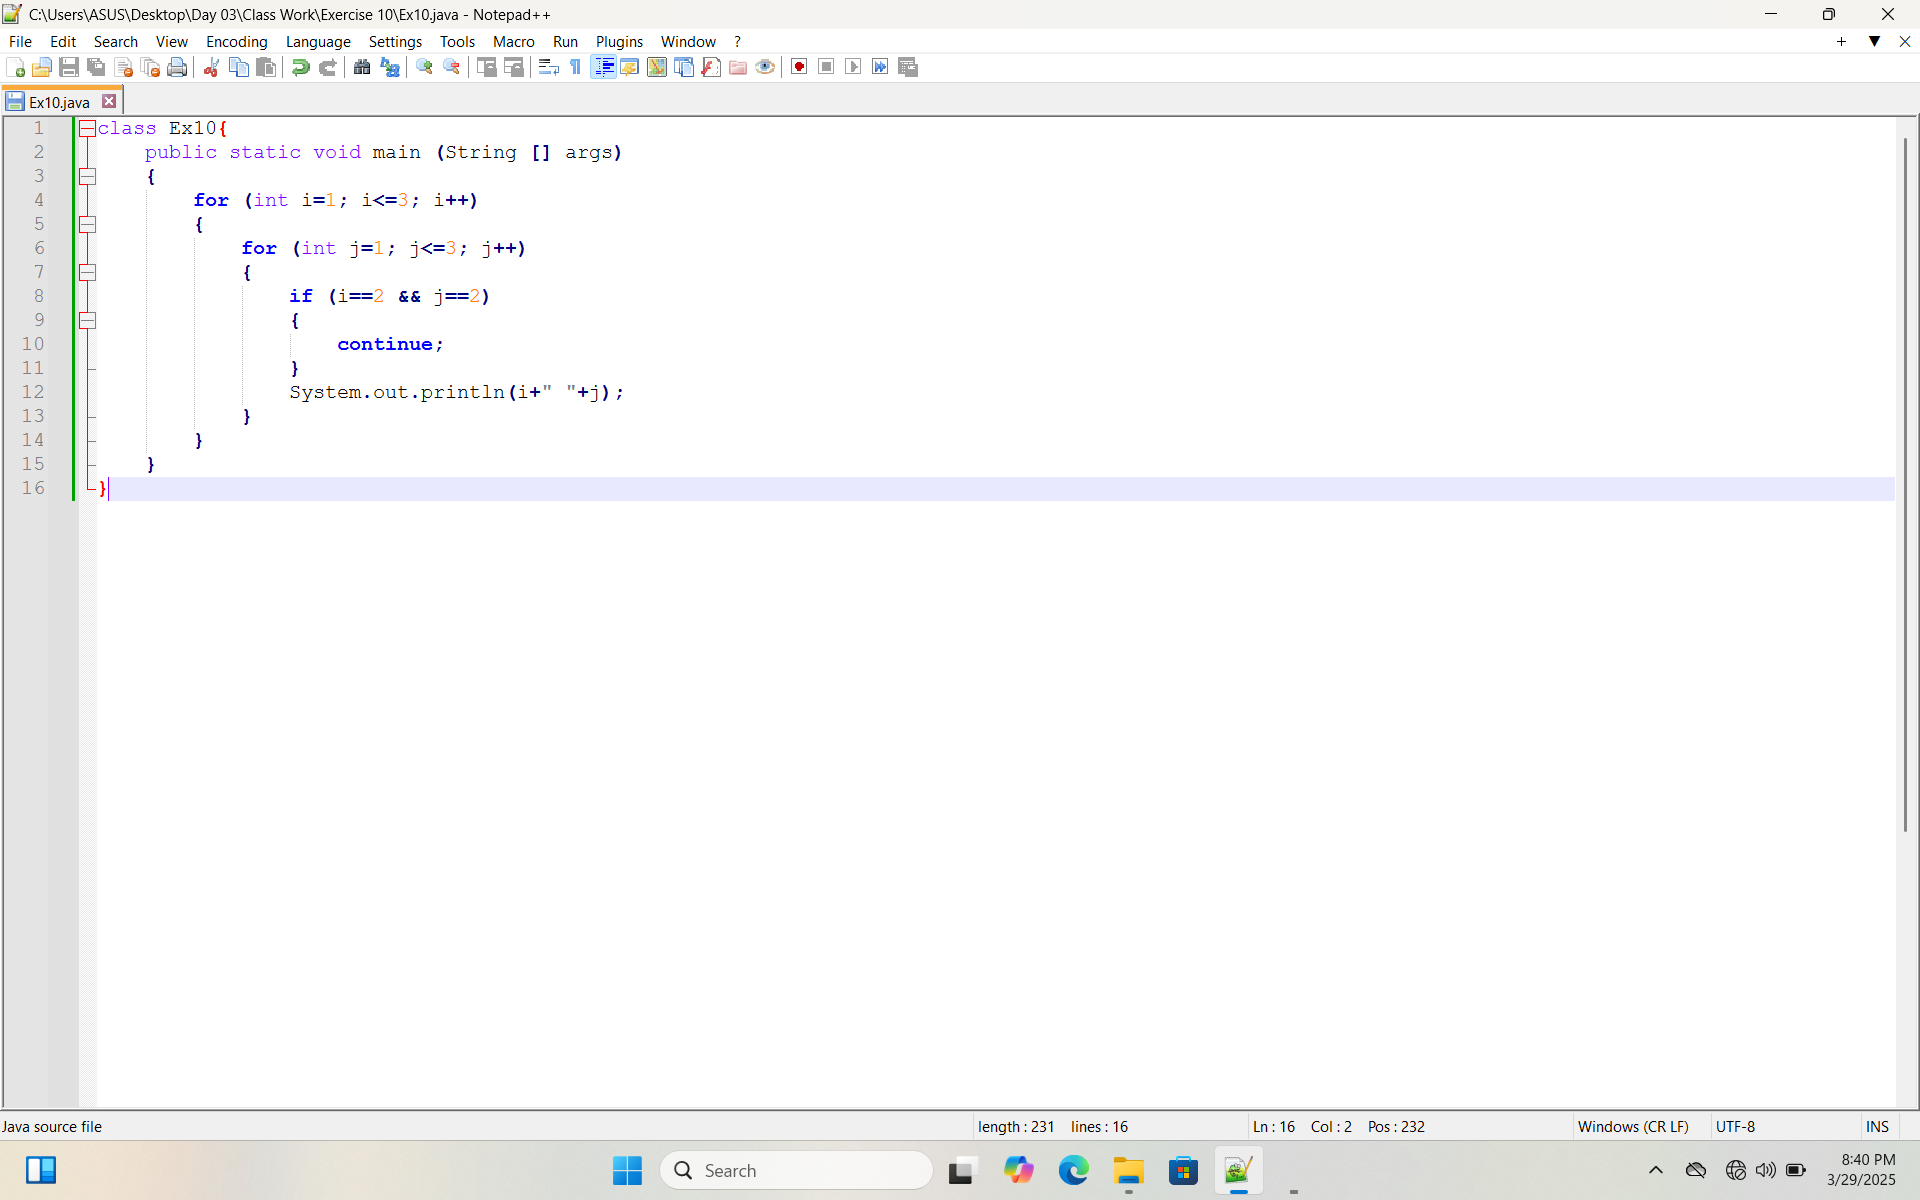 C:\Users\ASUS\Desktop\Day 03\Class Work\Exercise 10\Ex10.java - Notepad++
File Edit Search View Encoding Language Settings Tools Macro Run Plugins Window ?
Ex10.java
1 class Ex10{
2     public static void main (String [] args)
3     {
4         for (int i=1; i<=3; i++)
5         {
6             for (int j=1; j<=3; j++)
7             {
8                 if (i==2 && j==2)
9                 {
10                     continue;
11                 }
12                 System.out.println(i+" "+j);
13             }
14         }
15     }
16 }
Java source file length : 231 lines : 16 Ln : 16 Col : 2 Pos : 232 Windows (CR LF) UTF-8 INS
Search
8:40 PM
3/29/2025